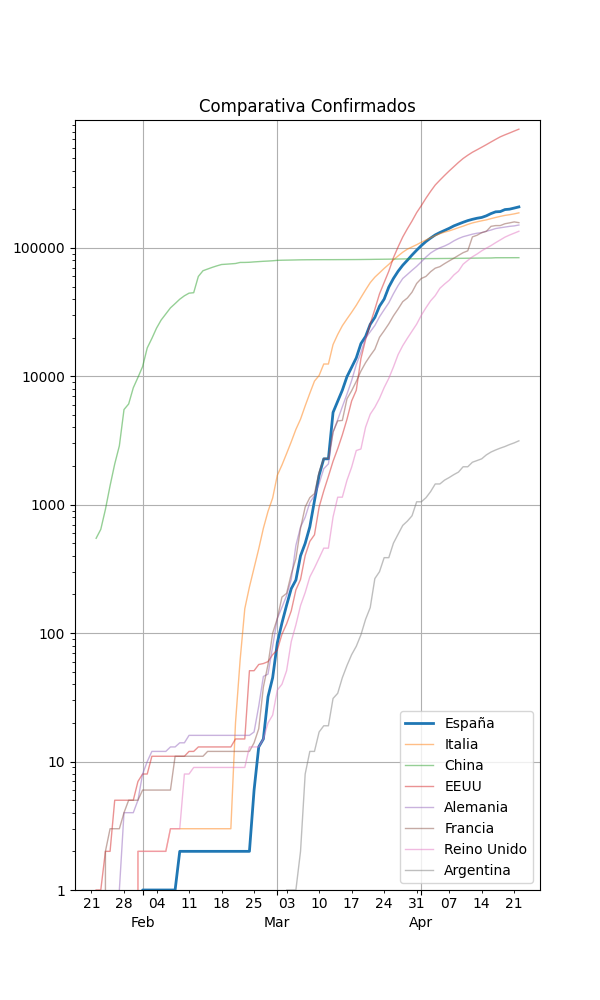 Comparativa Confirmados
100000
10000
1000
100
10
1
España
Italia
China
EEUU
Alemania
Francia
Reino Unido
Argentina
21 28 04 11 18 25 03 10 17 24 31 07 14 21
Feb Mar Apr